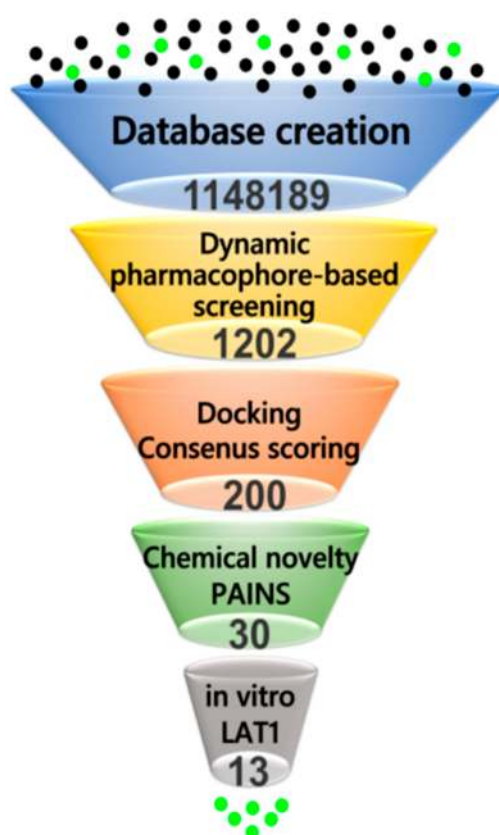 Database creation
1148189
Dynamic
pharmacophore-based
screening
1202
Docking
Consenus scoring
200
Chemical novelty
PAINS
30
in vitro
LAT1
13